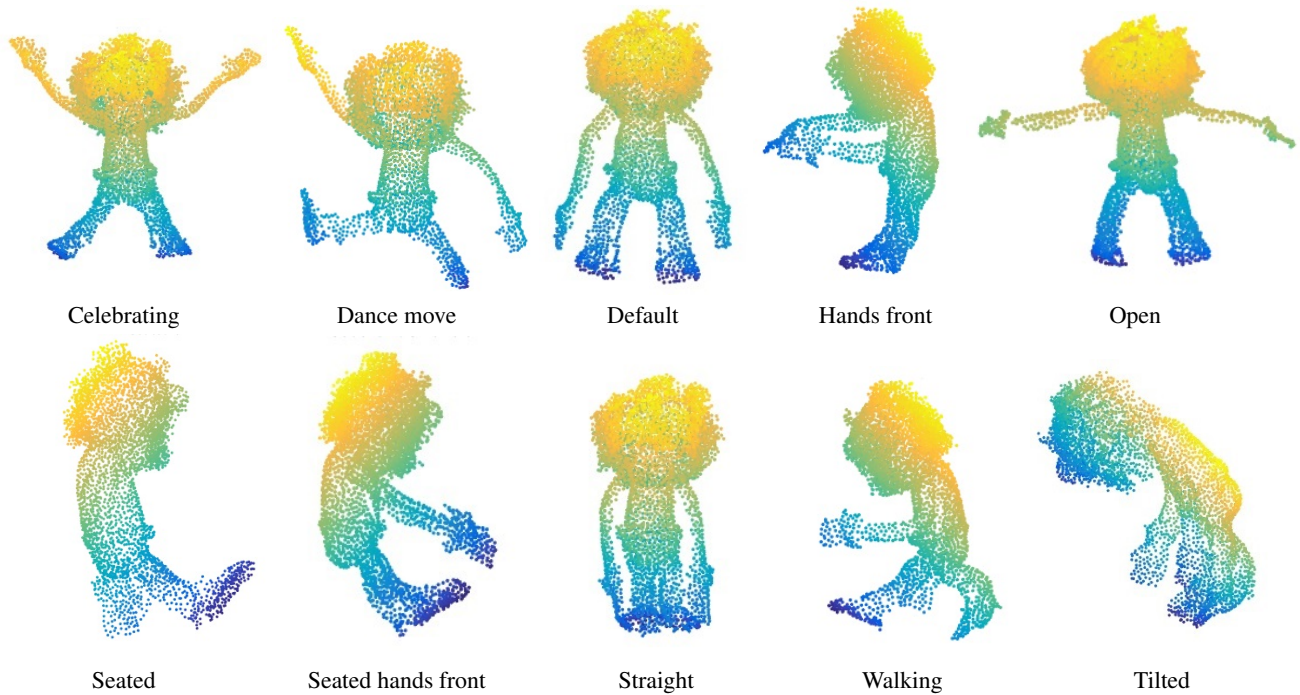 Celebrating
Dance move
Default
Hands front
Open
Seated
Seated hands front
Straight
Walking
Tilted